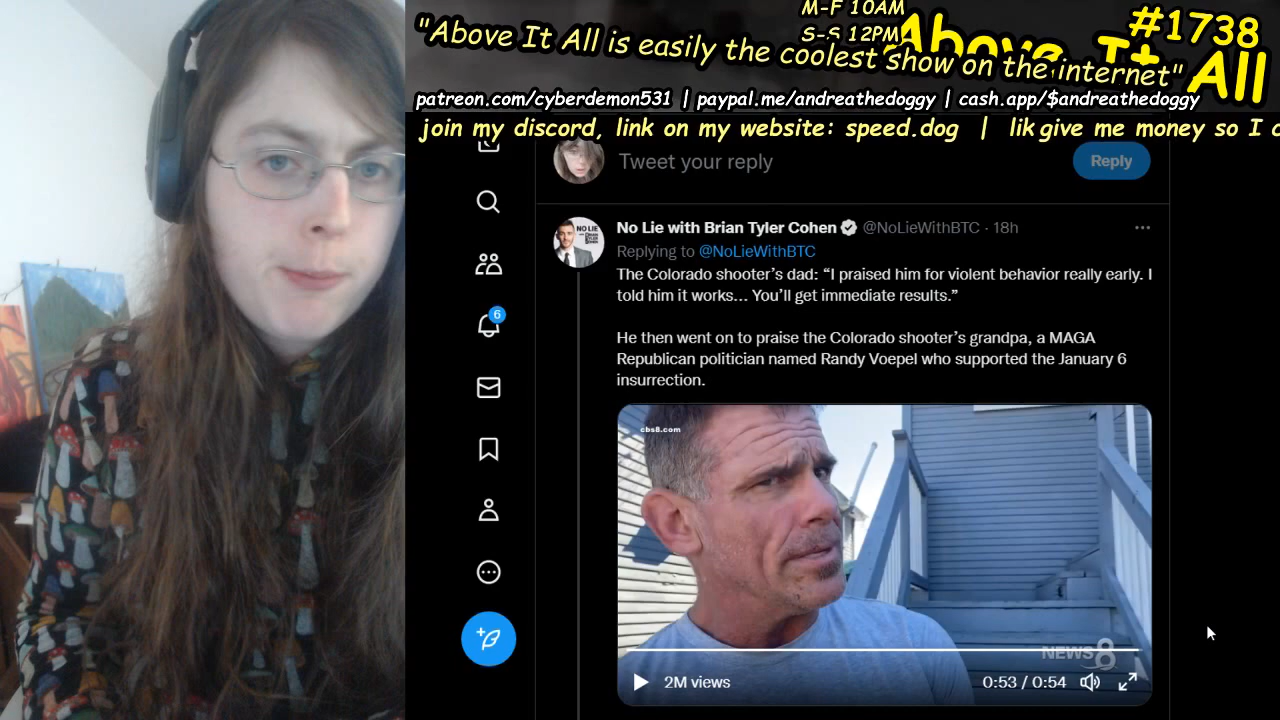 M-F 10AM
S-S 12PM
Above It All
#1738
"Above It All is easily the coolest show on the internet"
patreon.com/cyberdemon531 | paypal.me/andreathedoggy | cash.app/$andreathedoggy
join my discord, link on my website: speed.dog | lik give me money so I
Tweet your reply
Reply
No Lie with Brian Tyler Cohen @NoLieWithBTC · 18h
Replying to @NoLieWithBTC
The Colorado shooter’s dad: “I praised him for violent behavior really early. I
told him it works... You’ll get immediate results.”
He then went on to praise the Colorado shooter’s grandpa, a MAGA
Republican politician named Randy Voepel who supported the January 6
insurrection.
6
NO LIE
cbs8.com
NEWS 8
2M views
0:53 / 0:54